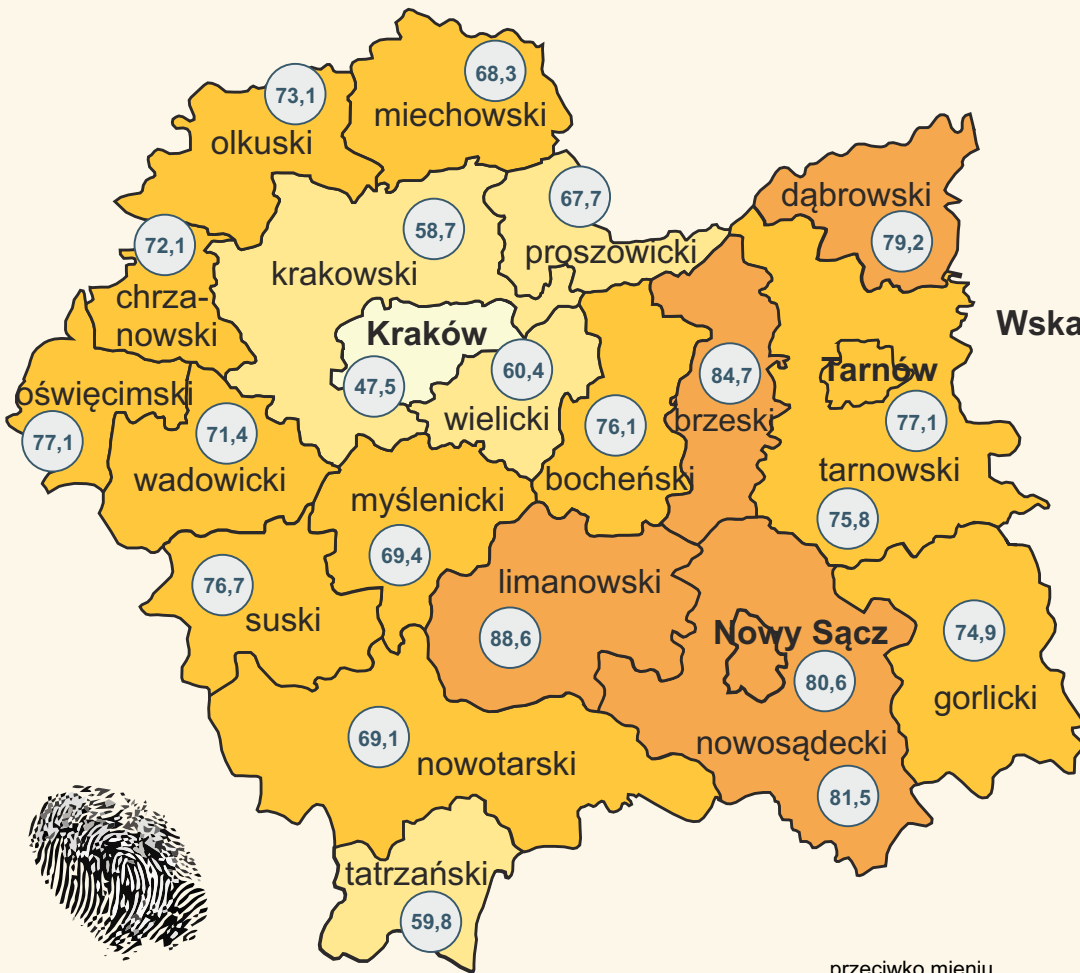 68,3
miechowski
73,1
olkuski
dąbrowski
79,2
67,7
proszowicki
58,7
krakowski
72,1
chrza-
nowski
Kraków
47,5
60,4
wielicki
Wska
Tarnów
77,1
tarnowski
75,8
84,7
brzeski
76,1
bocheński
oświęcimski
77,1
71,4
wadowicki
myślenicki
69,4
76,7
suski
limanowski
88,6
Nowy Sącz
80,6
nowosądecki
81,5
74,9
gorlicki
69,1
nowotarski
tatrzański
59,8
przeciwko mieniu